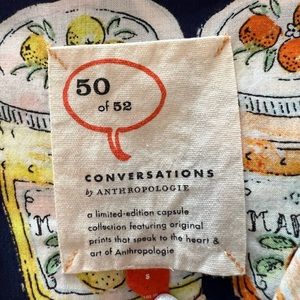 50
of 52
CONVERSATIONS
by ANTHROPOLOGIE
a limited-edition capsule
collection featuring original
prints that speak to the heart &
art of Anthropologie
S